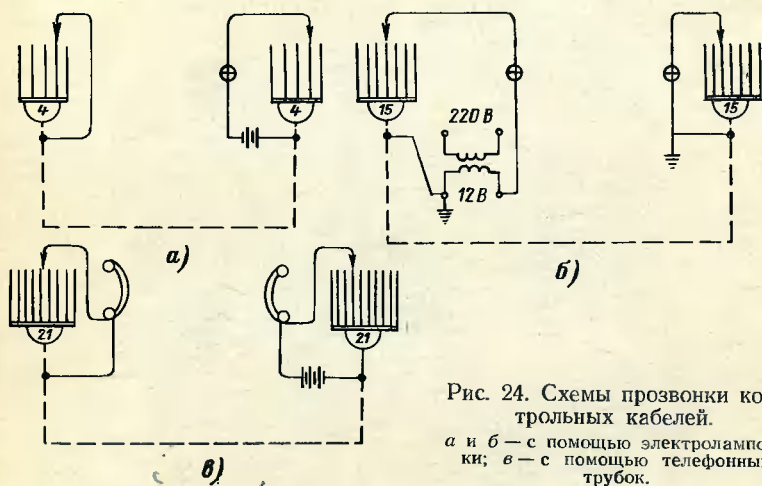 4
4
15
220 В
12 В
15
а)
б)
21
21
в)
Рис. 24. Схемы прозвонки ко-
трольных кабелей.
а и б — с помощью электролампо-
ки; в — с помощью телефонны
трубок.